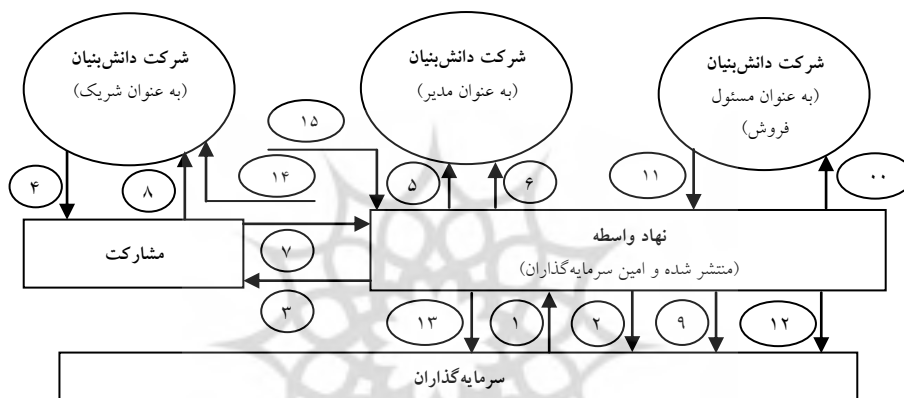 شرکت دانش‌بنیان
(به عنوان شریک)
شرکت دانش‌بنیان
(به عنوان مدیر)
شرکت دانش‌بنیان
(به عنوان مسئول
فروش)
۱۵
۱۴
۴
۸
۵
۶
۱۱
۰۰
مشارکت
۷
۳
نهاد واسطه
(منتشر شده و امین سرمایه‌گذاران)
۱۳
۱
۲
۹
۱۲
سرمایه‌گذاران